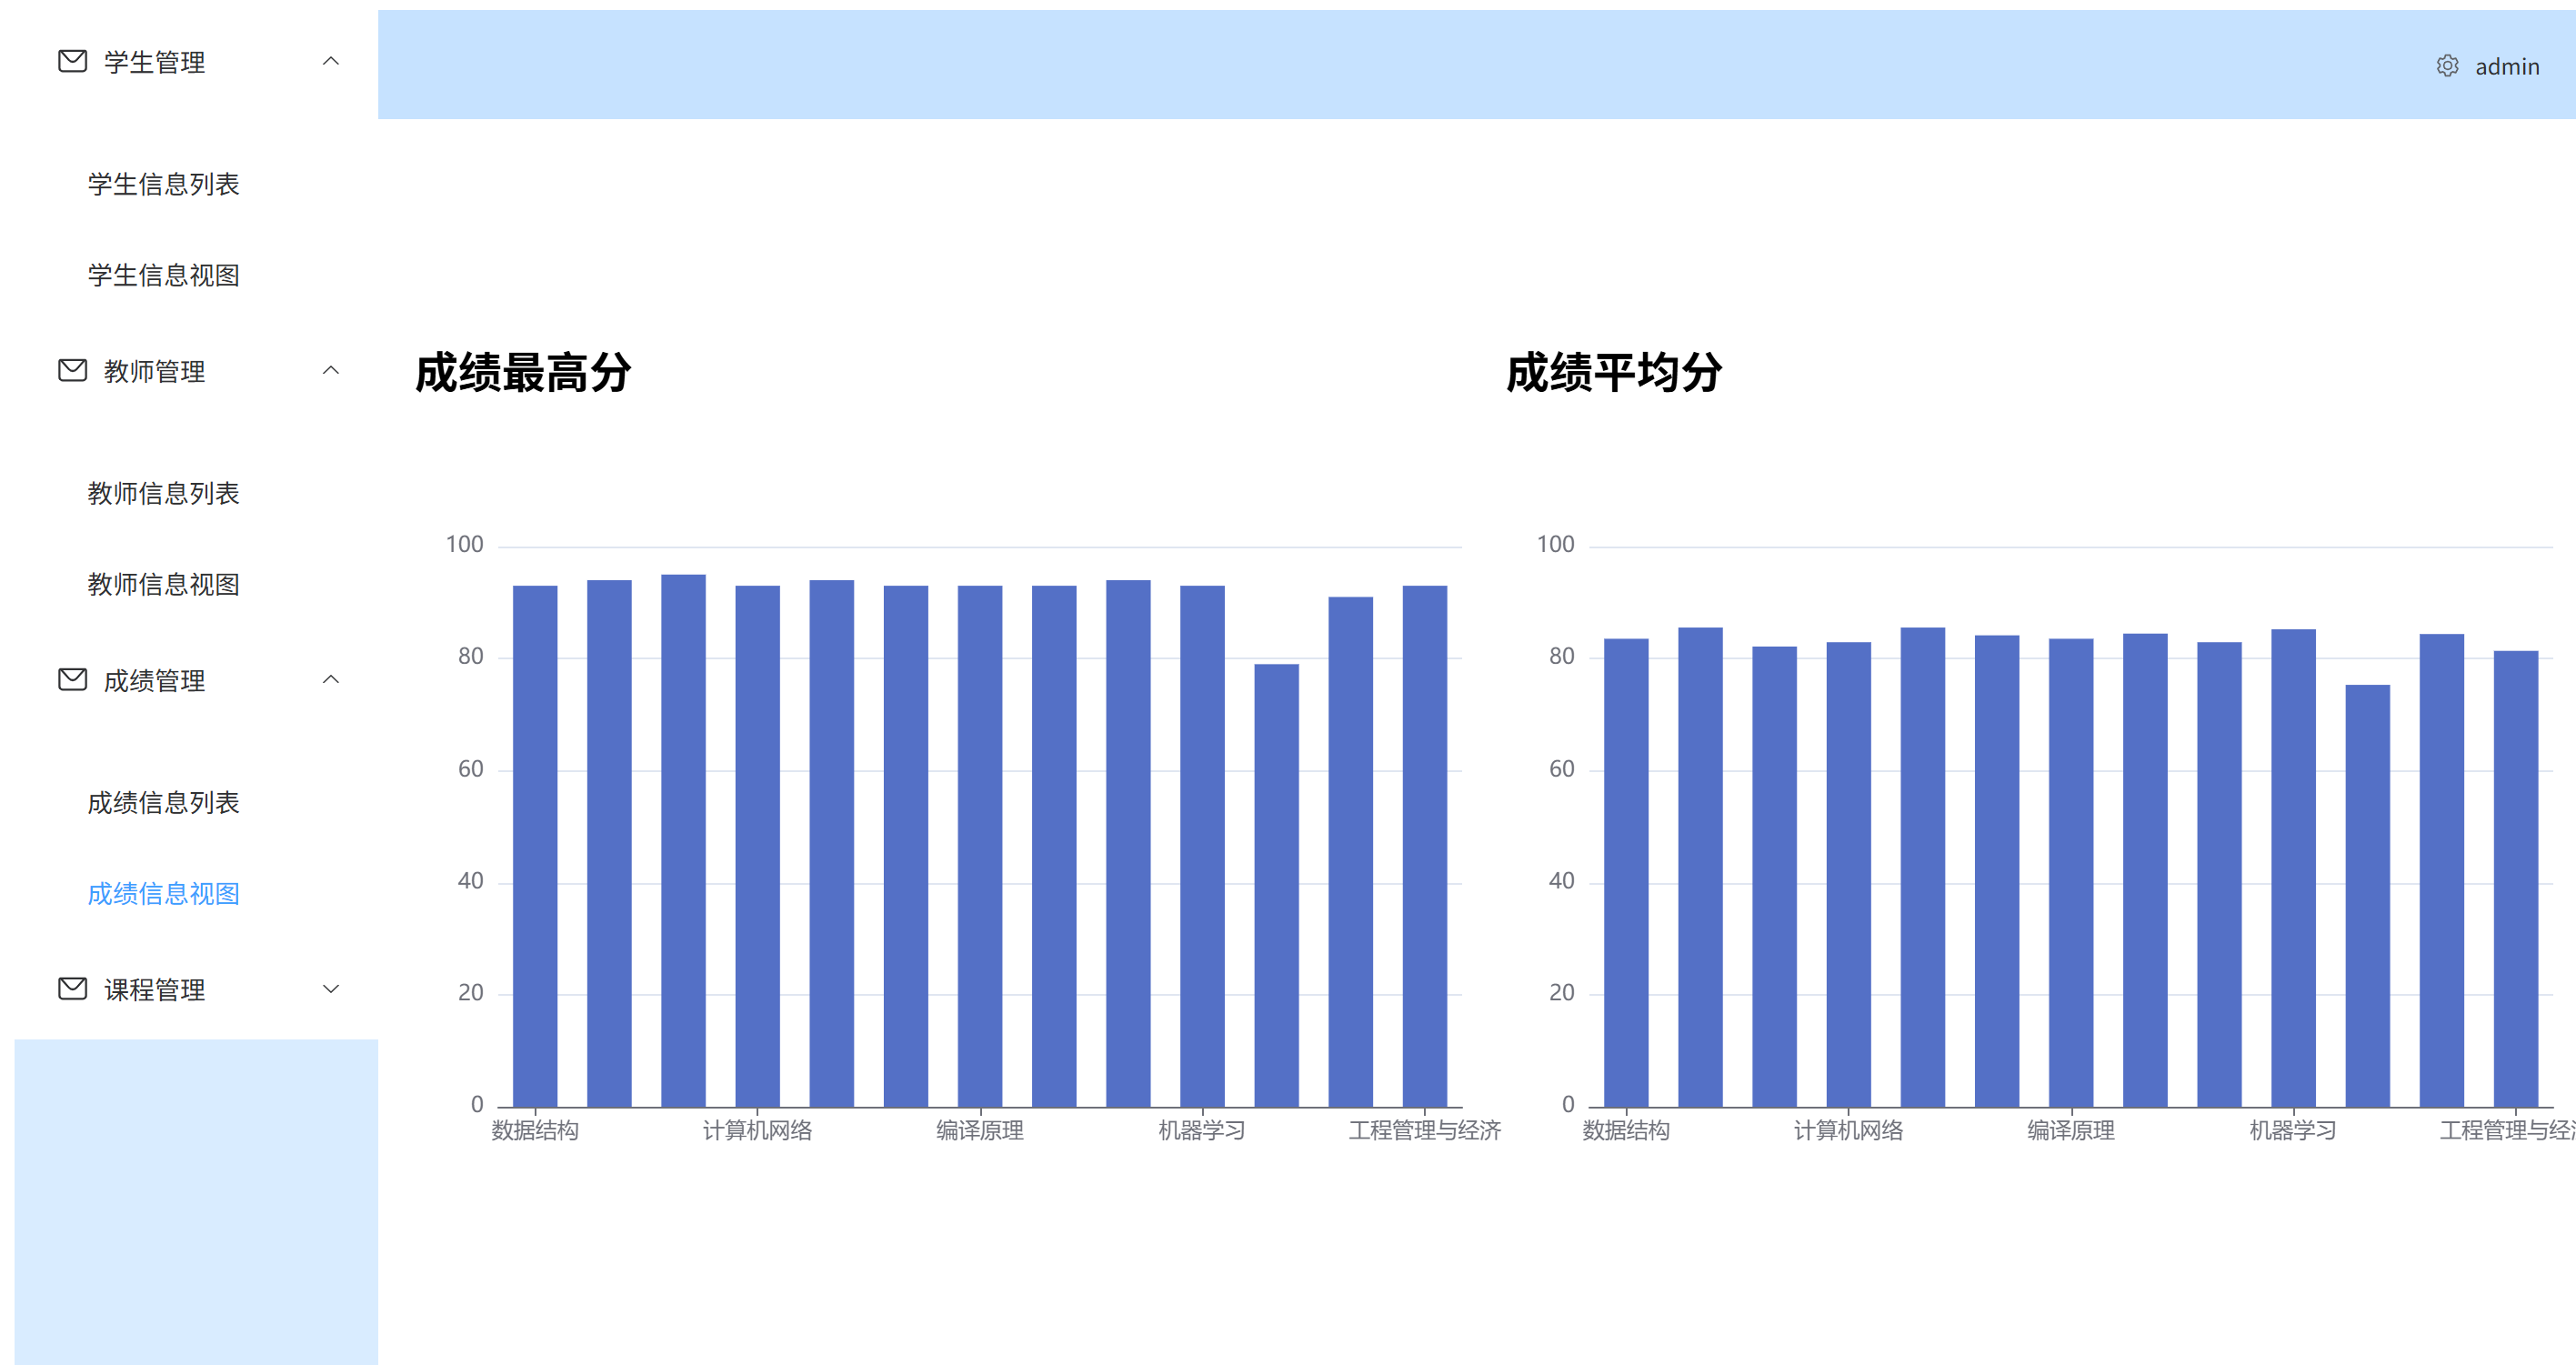 学生管理
学生信息列表
学生信息视图
教师管理
教师信息列表
教师信息视图
成绩管理
成绩信息列表
成绩信息视图
课程管理
admin
成绩最高分
100
80
60
40
20
0
数据结构 计算机网络 编译原理 机器学习 工程管理与经济
成绩平均分
100
80
60
40
20
0
数据结构 计算机网络 编译原理 机器学习 工程管理与经